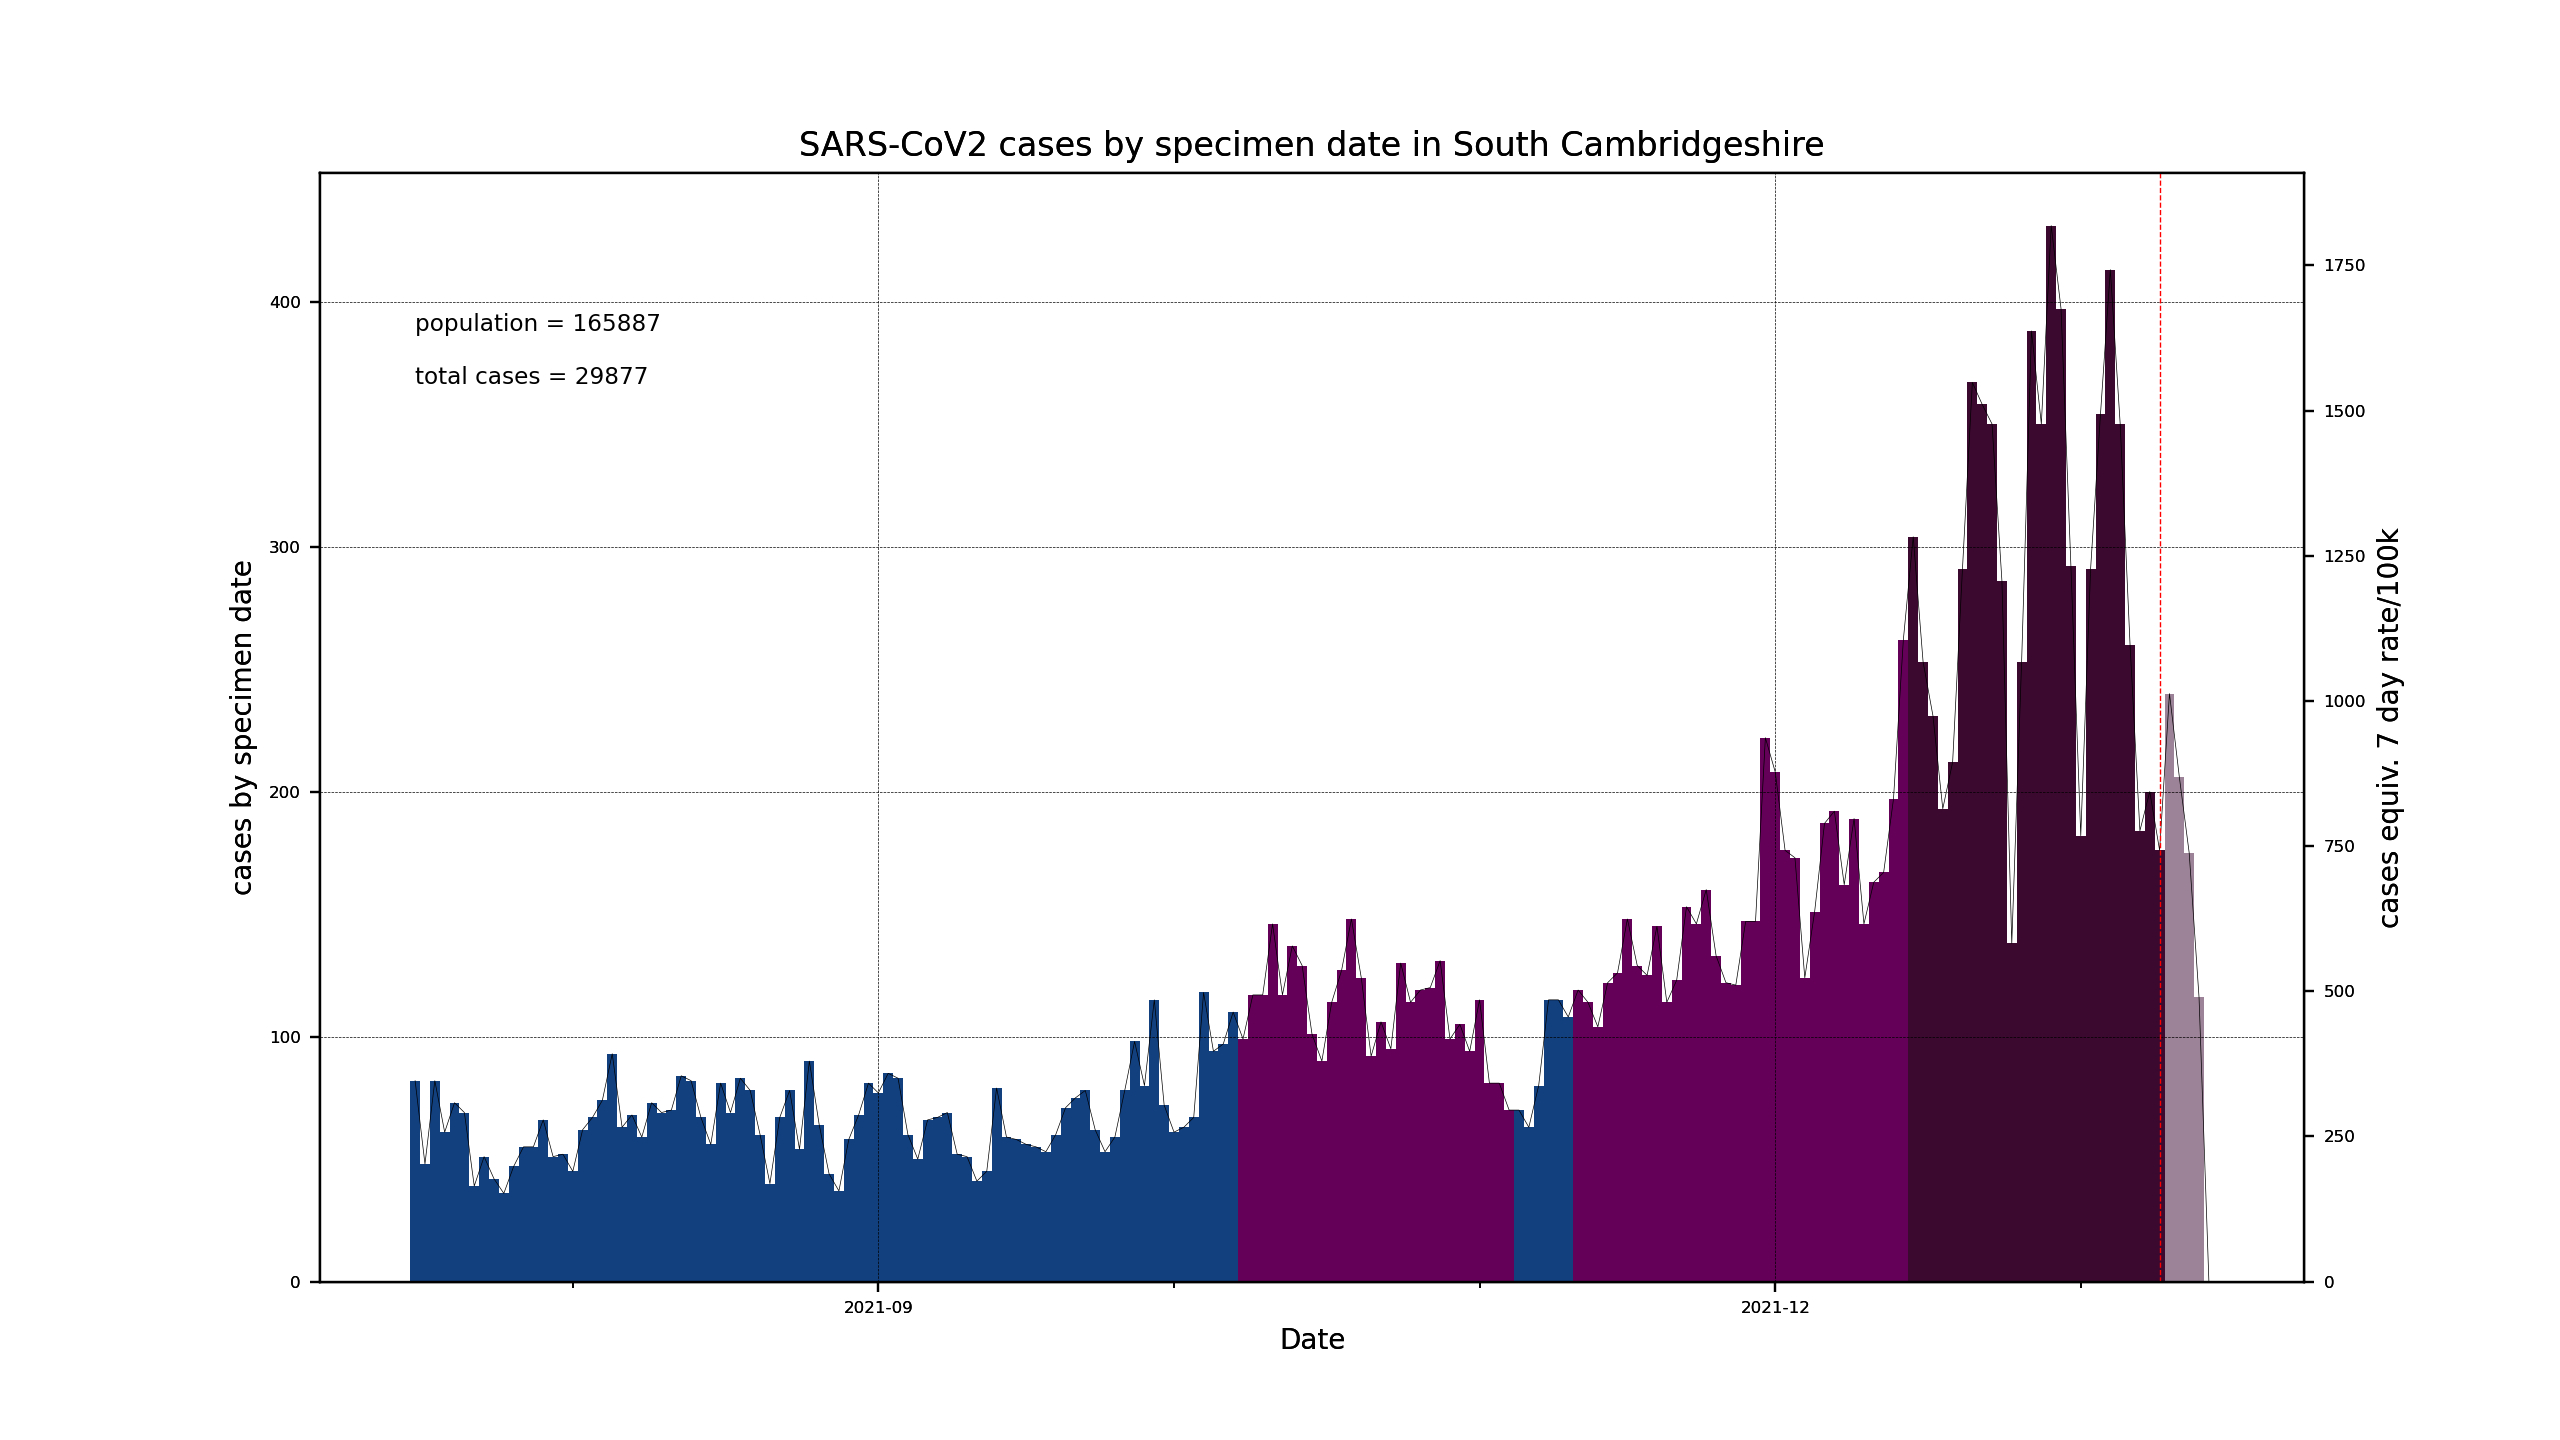 SARS-CoV2 cases by specimen date in South Cambridgeshire
population = 165887
total cases = 29877
cases by specimen date
400
300
200
100
0
1750
1500
1250
1000
750
500
250
0
cases equiv. 7 day rate/100k
2021-09
2021-12
Date